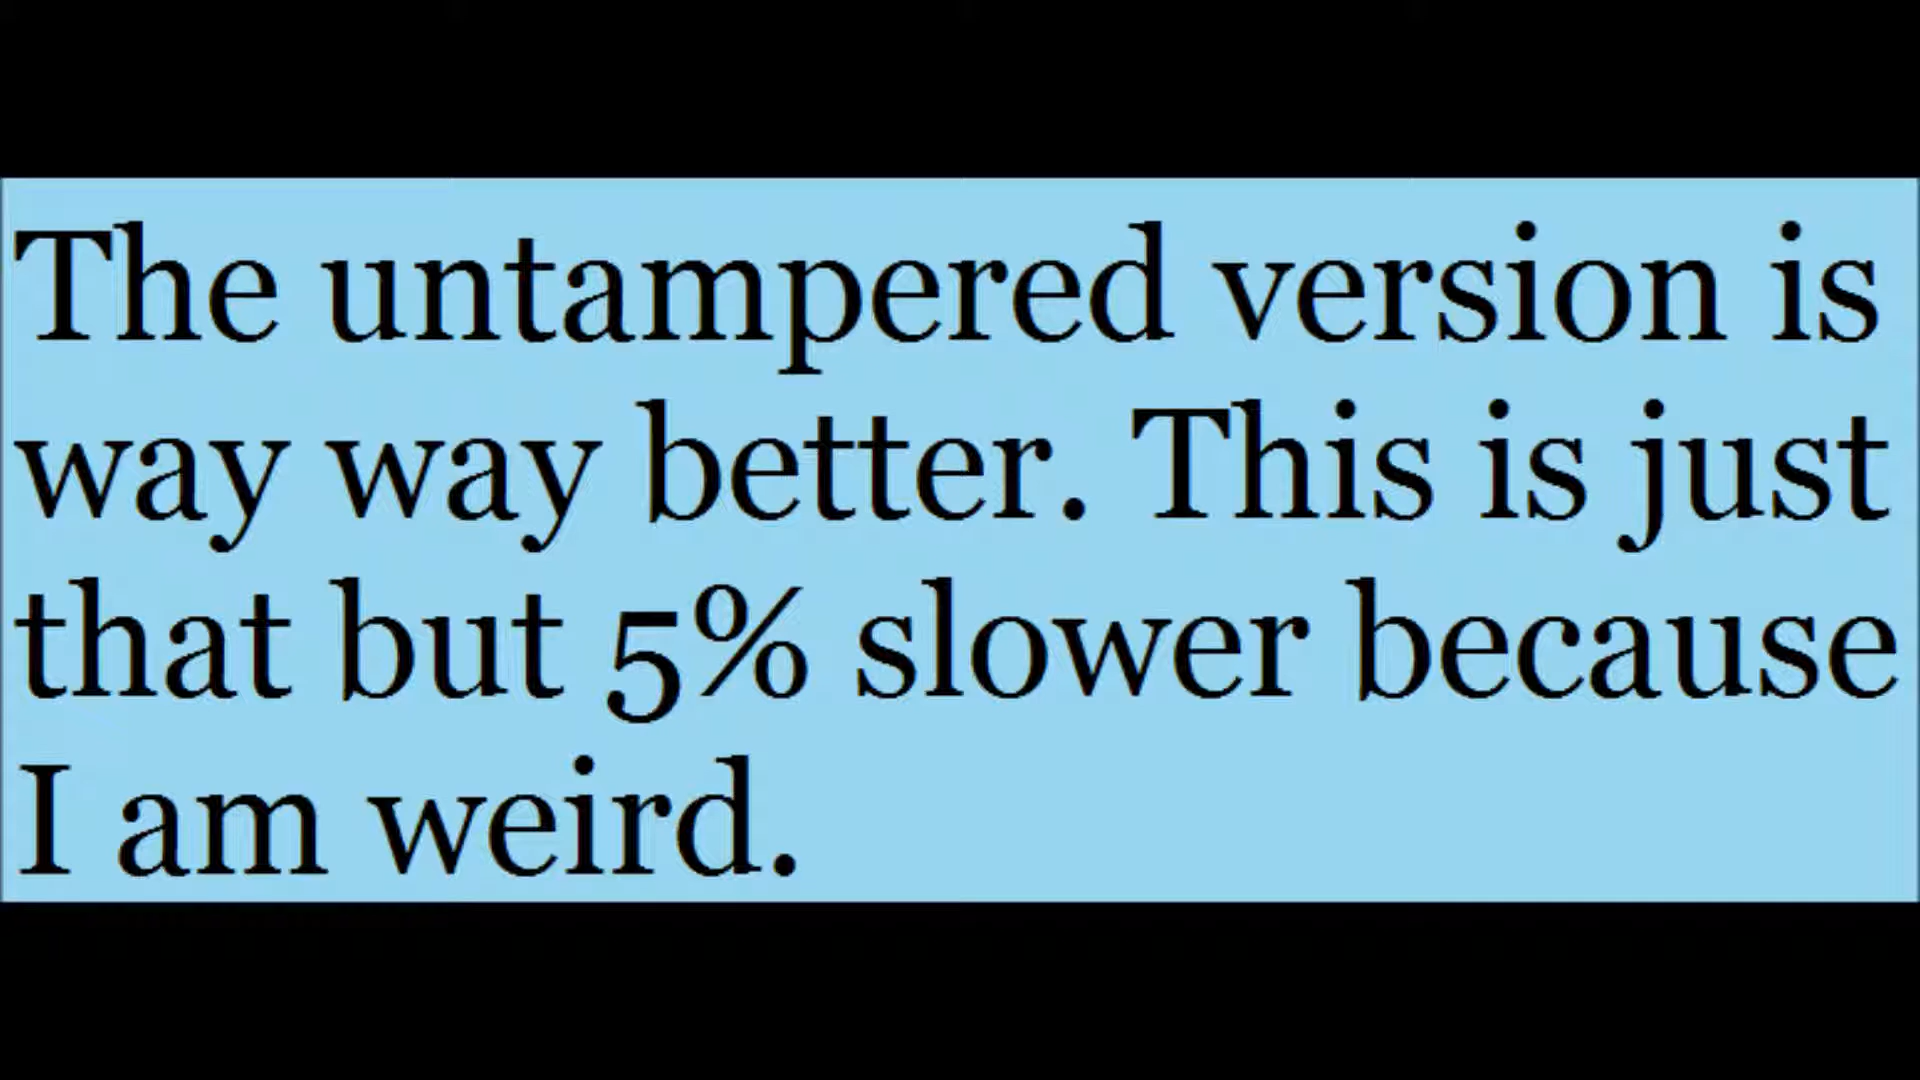 The untampered version is
way way better. This is just
that but 5% slower because
I am weird.